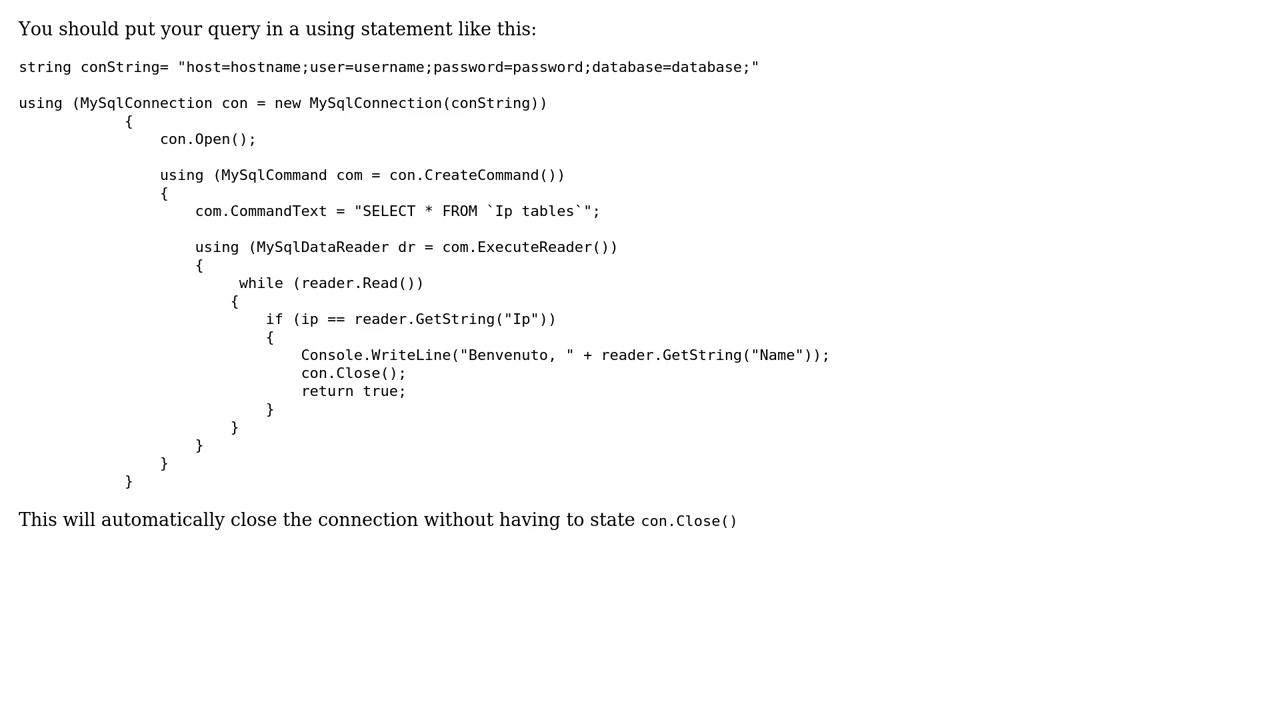 You should put your query in a using statement like this:
string conString= "host=hostname;user=username;password=password;database=database;"
using (MySqlConnection con = new MySqlConnection(conString))
            {
                con.Open();
                using (MySqlCommand com = con.CreateCommand())
                {
                    com.CommandText = "SELECT * FROM `Ip tables`";
                    using (MySqlDataReader dr = com.ExecuteReader())
                    {
                         while (reader.Read())
                        {
                            if (ip == reader.GetString("Ip"))
                            {
                                Console.WriteLine("Benvenuto, " + reader.GetString("Name"));
                                con.Close();
                                return true;
                            }
                        }
                    }
                }
            }
This will automatically close the connection without having to state con.Close()